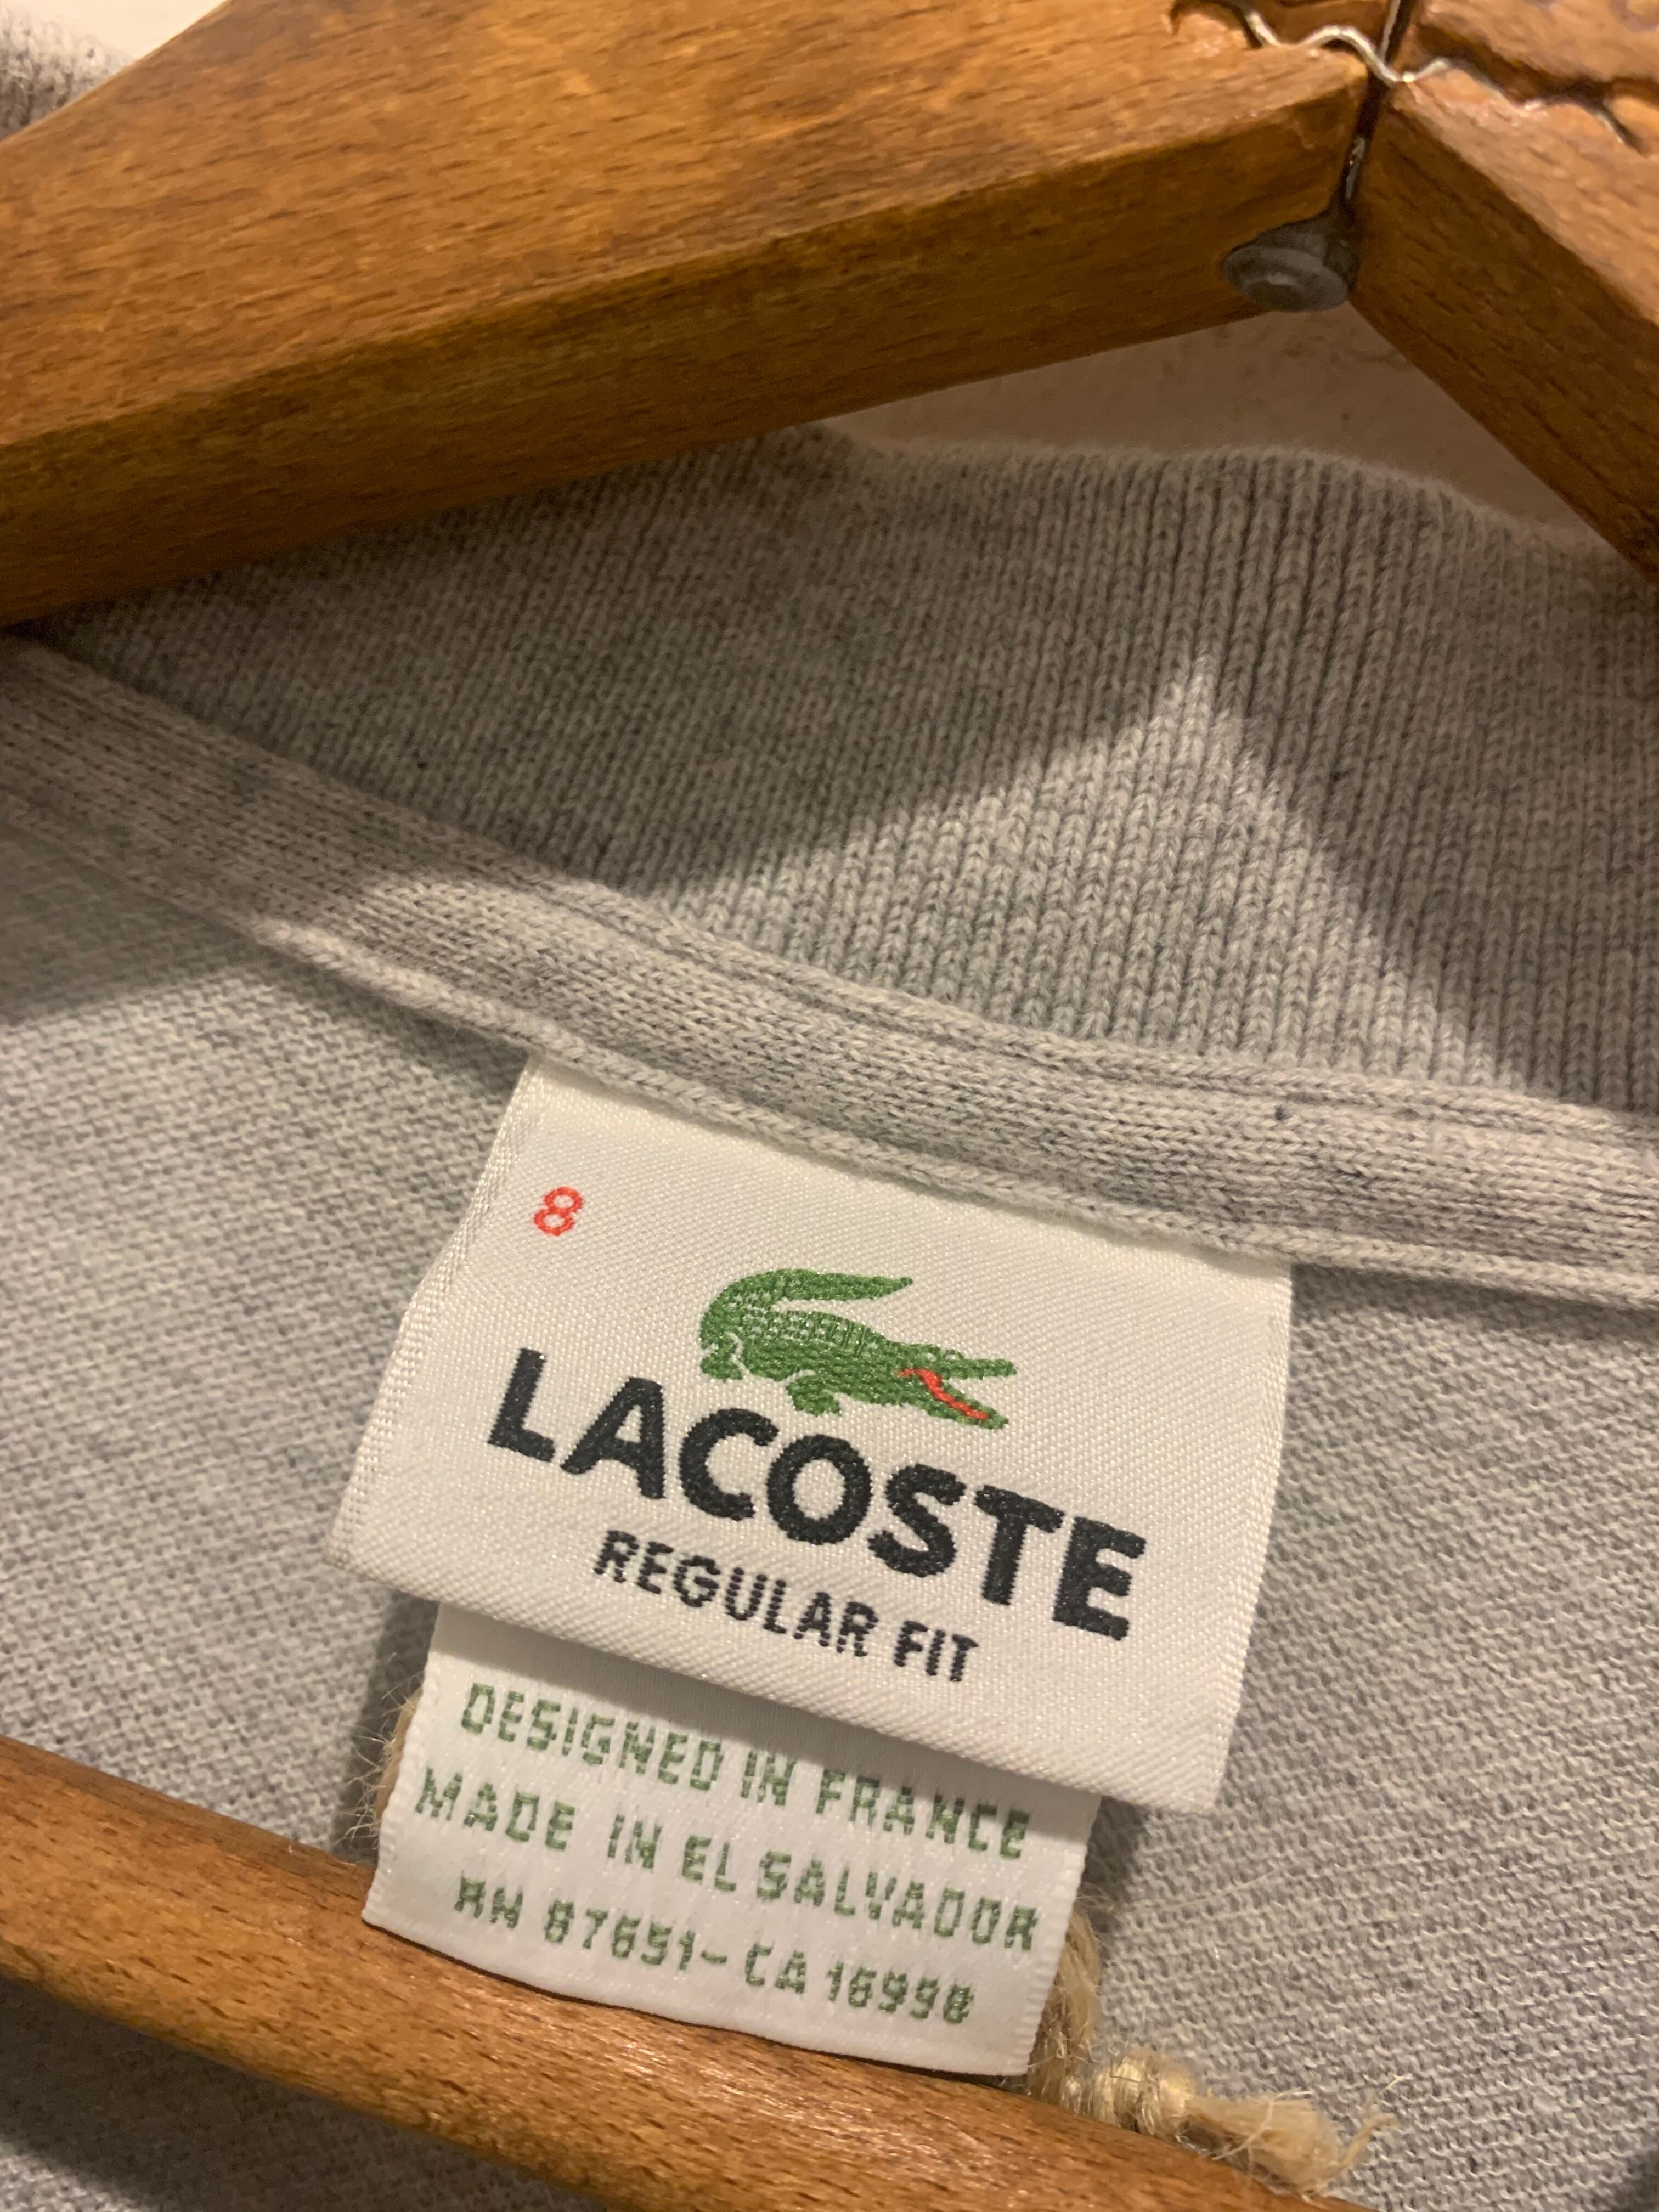 8
LACOSTE
REGULAR FIT
DESIGNED IN FRANCE
MADE IN EL SALVADOR
RN 87651-CA 16998